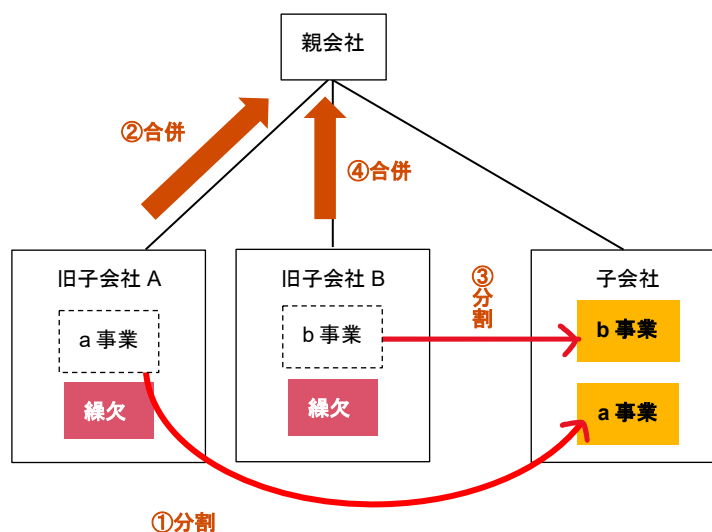 親会社
②合併
④合併
旧子会社 A
a 事業
繰欠
旧子会社 B
b 事業
繰欠
③
分
割
子会社
b 事業
a 事業
①分割